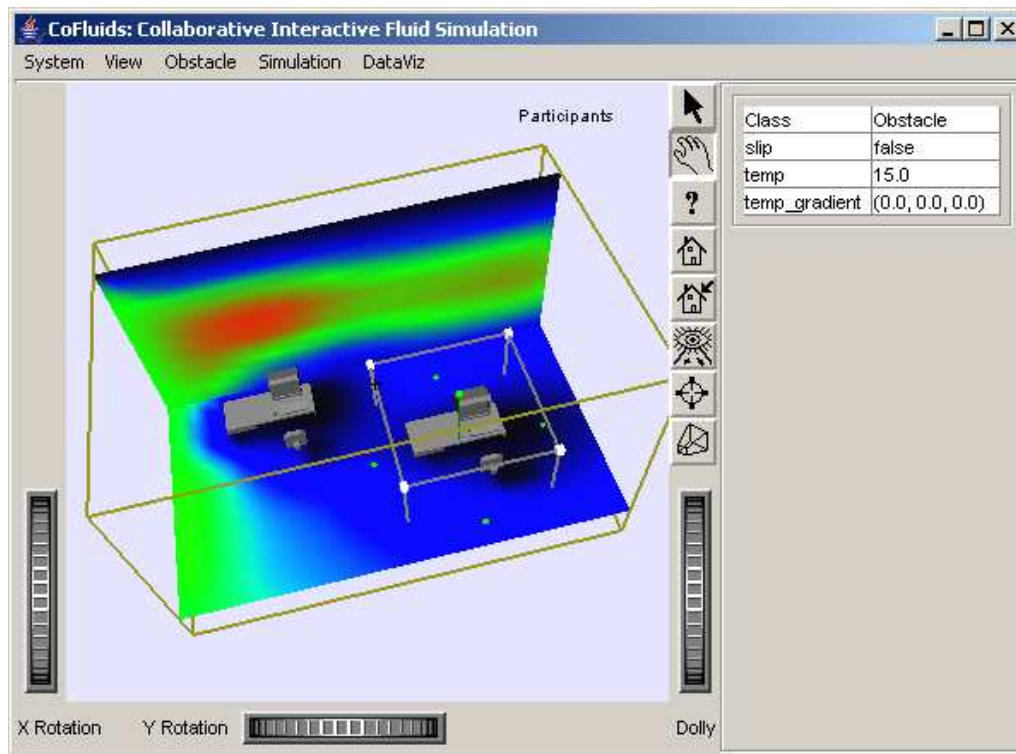 CoFluids: Collaborative Interactive Fluid Simulation
System View Obstacle Simulation DataViz
Participants
Class Obstacle
slip false
temp 15.0
temp_gradient (0.0, 0.0, 0.0)
?
X Rotation Y Rotation Dolly